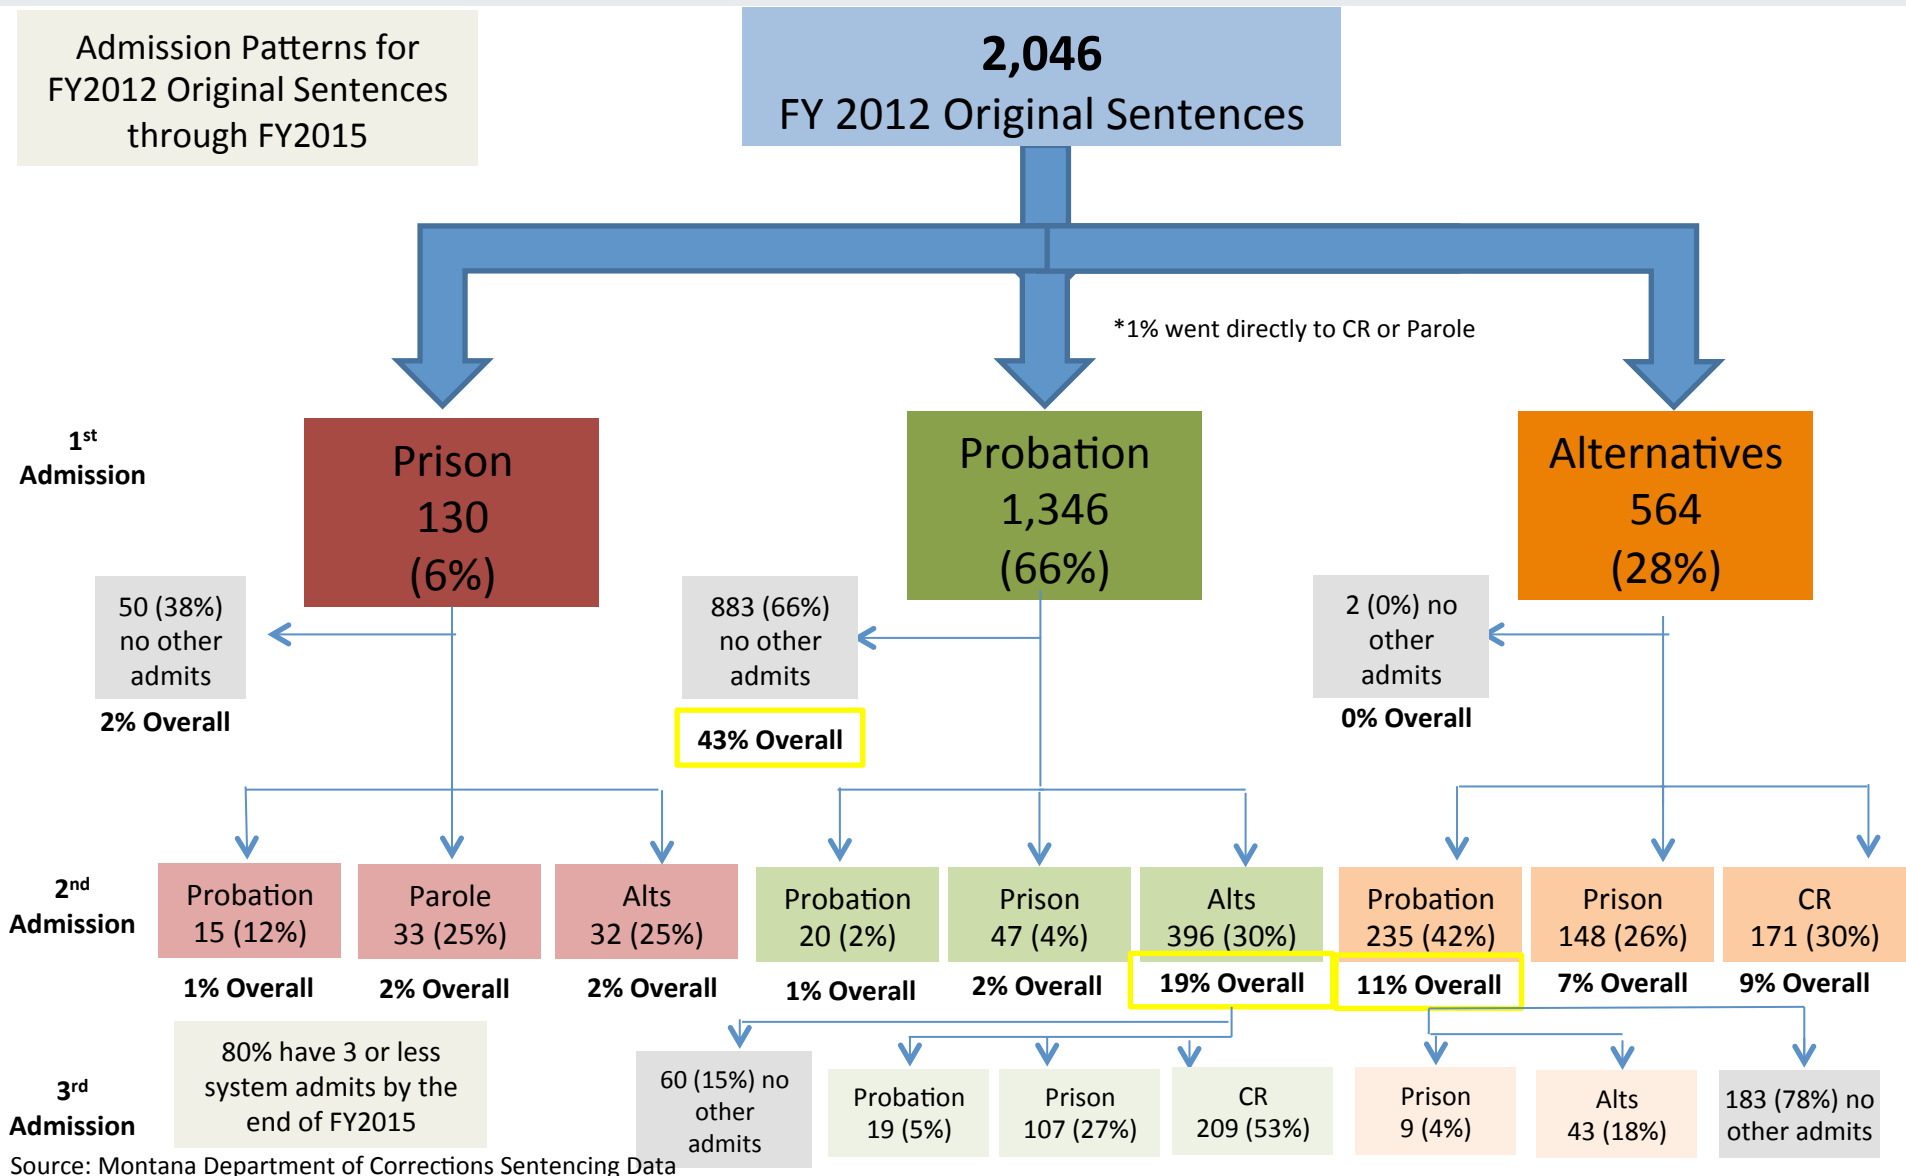 Admission Patterns for
FY2012 Original Sentences
through FY2015
2,046
FY 2012 Original Sentences
*1% went directly to CR or Parole
1st
Admission
Prison
130
(6%)
Probation
1,346
(66%)
Alternatives
564
(28%)
50 (38%)
no other
admits
2% Overall
883 (66%)
no other
admits
43% Overall
2 (0%) no
other
admits
0% Overall
2nd
Admission
Probation
15 (12%)
1% Overall
Parole
33 (25%)
2% Overall
Alts
32 (25%)
2% Overall
Probation
20 (2%)
1% Overall
Prison
47 (4%)
2% Overall
Alts
396 (30%)
19% Overall
Probation
235 (42%)
11% Overall
Prison
148 (26%)
7% Overall
CR
171 (30%)
9% Overall
80% have 3 or less
system admits by the
end of FY2015
3rd
Admission
60 (15%) no
other
admits
Probation
19 (5%)
Prison
107 (27%)
CR
209 (53%)
Prison
9 (4%)
Alts
43 (18%)
183 (78%) no
other admits
Source: Montana Department of Corrections Sentencing Data